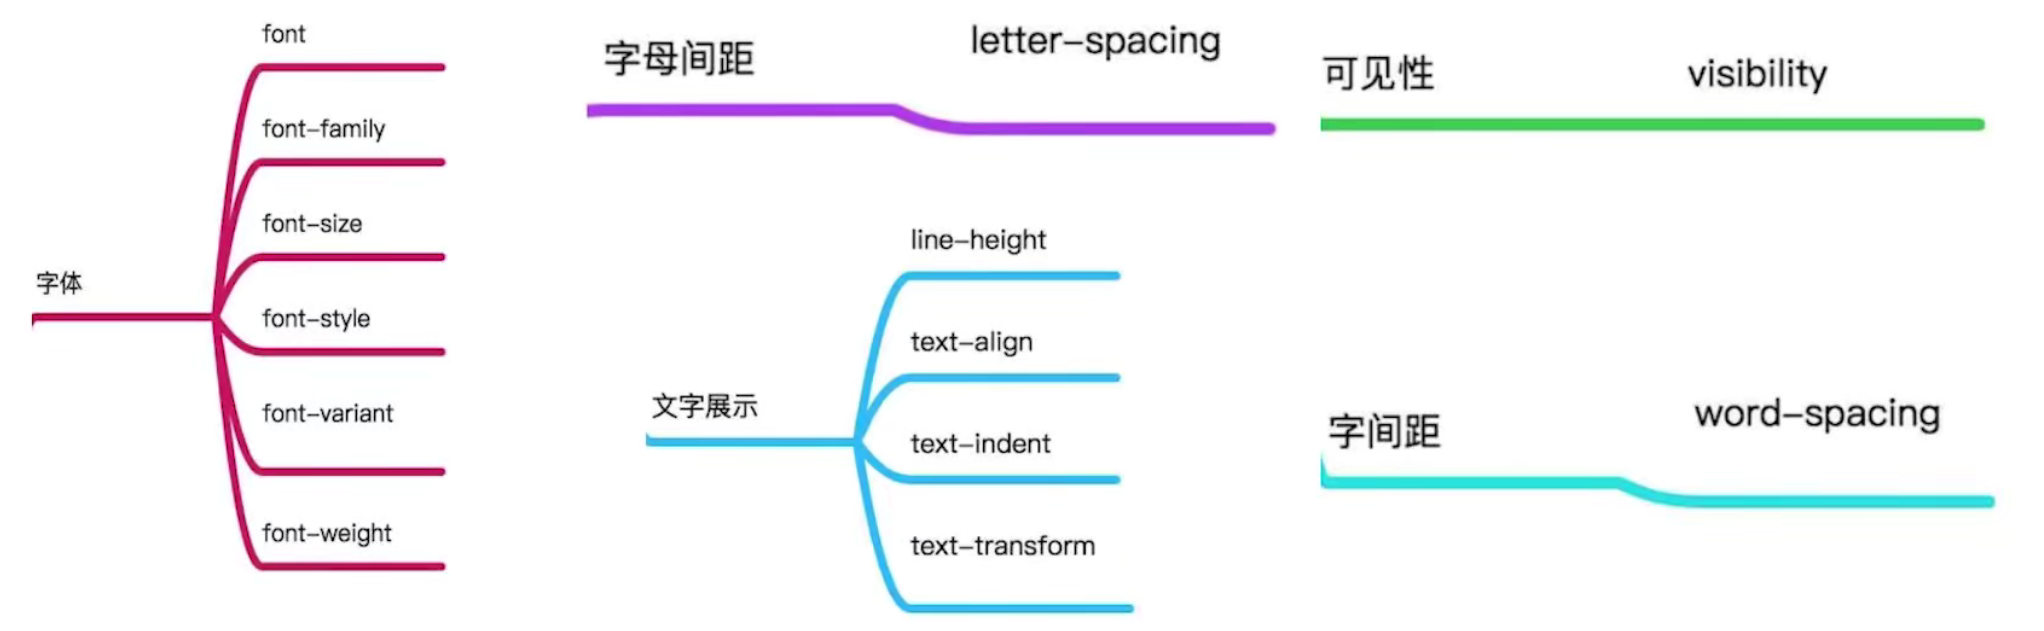 字体
font
font-family
font-size
font-style
font-variant
font-weight
字母间距
letter-spacing
文字展示
line-height
text-align
text-indent
text-transform
可见性
visibility
字间距
word-spacing